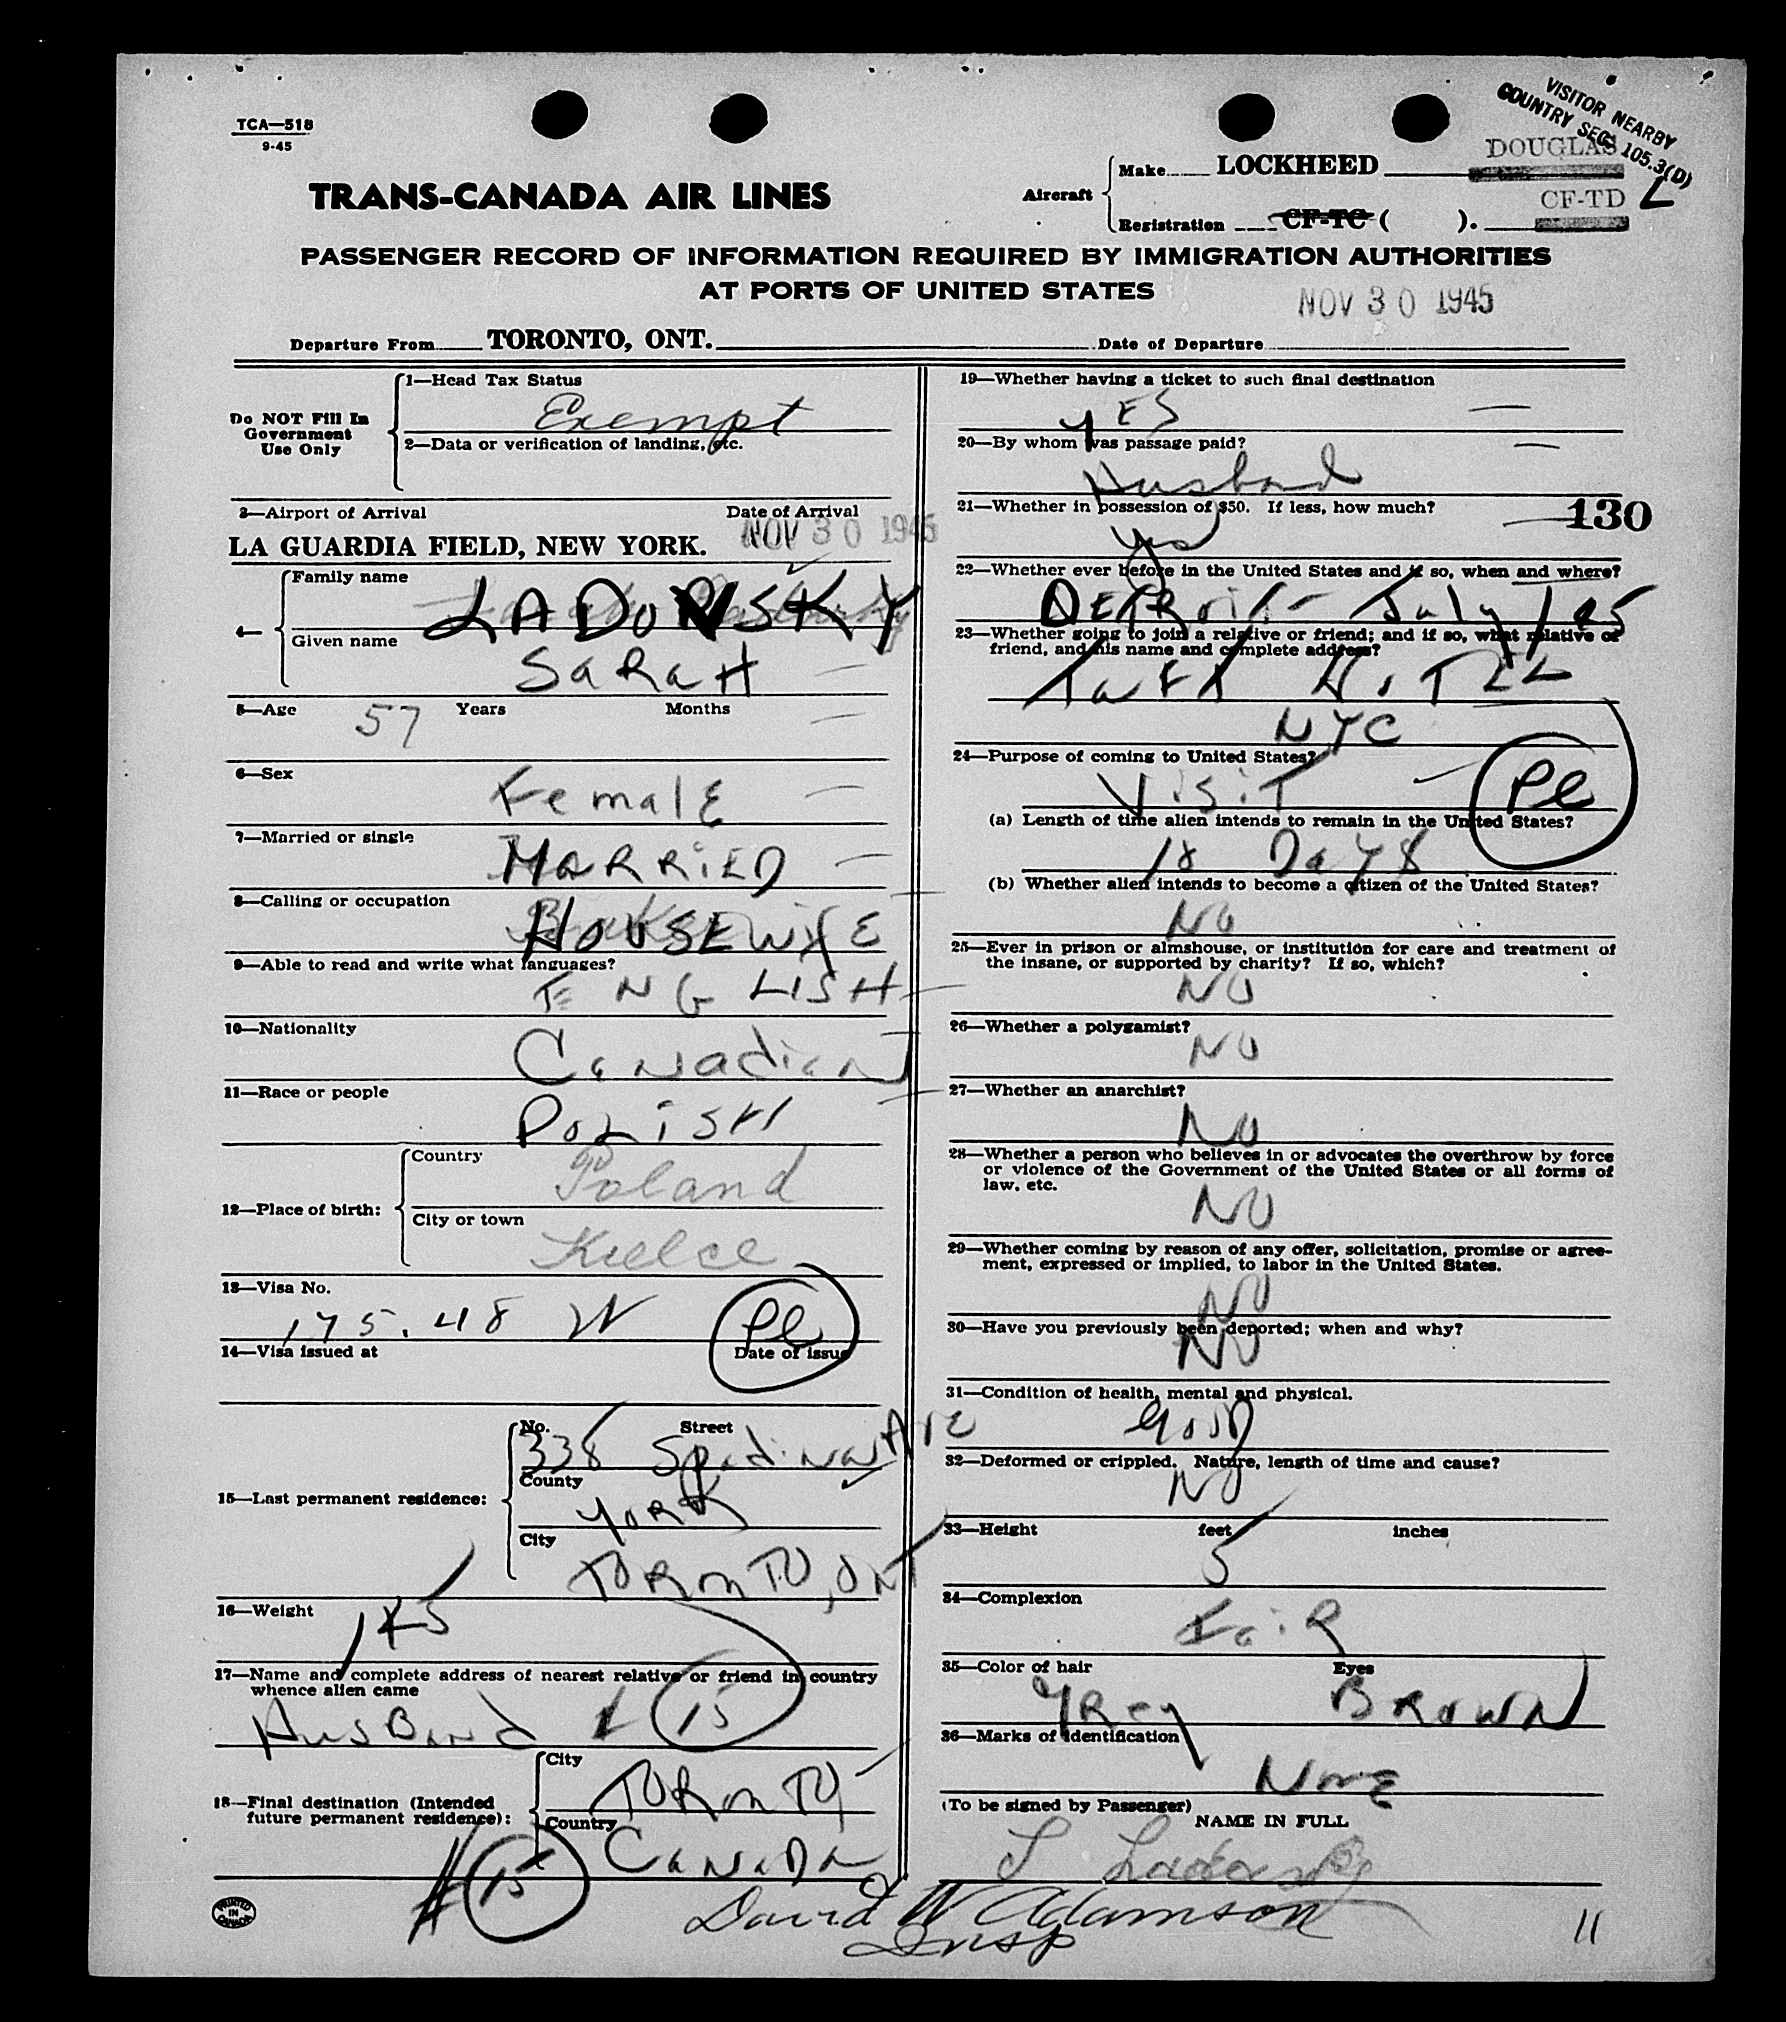 TCA—518
9-45
VISITOR NEARBY
COUNTRY SEC. 105.3(D)
TRANS-CANADA AIR LINES
Aircraft
Make LOCKHEED DOUGLAS
Registration CF-TC ( ). CF-TD L
PASSENGER RECORD OF INFORMATION REQUIRED BY IMMIGRATION AUTHORITIES
AT PORTS OF UNITED STATES
NOV 30 1945
Departure From TORONTO, ONT. Date of Departure
Do NOT Fill In
Government
Use Only
1—Head Tax Status
Exempt
2—Data or verification of landing, etc.
3—Airport of Arrival Date of Arrival
LA GUARDIA FIELD, NEW YORK. NOV 30 1945
4—
Family name
LADOVSKY
Given name
SaRaH
5—Age 57 Years Months
6—Sex
FemalE
7—Married or single
MARRiED
8—Calling or occupation
HOUSEWIFE
9—Able to read and write what languages?
ENGLISH
10—Nationality
Canadian
11—Race or people
POLiSH
12—Place of birth:
Country
Poland
City or town
Kielce
13—Visa No.
175.48 W Pl
14—Visa issued at Date of issue
15—Last permanent residence:
No. Street
338 Spadina Ave
County
YORK
City
TORONTO, ONT
16—Weight
145
17—Name and complete address of nearest relative or friend in country
whence alien came
HusBand # 15
18—Final destination (Intended
future permanent residence):
City
TORONTO
Country
CANADA
# 15
PRINTED
IN
CANADA
19—Whether having a ticket to such final destination
yES
20—By whom was passage paid?
Husband
21—Whether in possession of $50. If less, how much?
130
Yes
22—Whether ever before in the United States and if so, when and where?
DETRoit - July/45
23—Whether going to join a relative or friend; and if so, what relative or
friend, and his name and complete address?
TaFT HoTEL
NYC
24—Purpose of coming to United States?
VisiT Pl
(a) Length of time alien intends to remain in the United States?
18 DaYS
(b) Whether alien intends to become a citizen of the United States?
NO
25—Ever in prison or almshouse, or institution for care and treatment of
the insane, or supported by charity? If so, which?
NO
26—Whether a polygamist?
NO
27—Whether an anarchist?
NO
28—Whether a person who believes in or advocates the overthrow by force
or violence of the Government of the United States or all forms of
law, etc.
NO
29—Whether coming by reason of any offer, solicitation, promise or agree-
ment, expressed or implied, to labor in the United States.
NO
30—Have you previously been deported; when and why?
NO
31—Condition of health, mental and physical.
GooD
32—Deformed or crippled. Nature, length of time and cause?
NO
33—Height feet inches
5
34—Complexion
FaiR
35—Color of hair Eyes
GRey BROWN
36—Marks of Identification
NonE
(To be signed by Passenger)
NAME IN FULL
S Ladovsky
David W Adamson
Insp
11